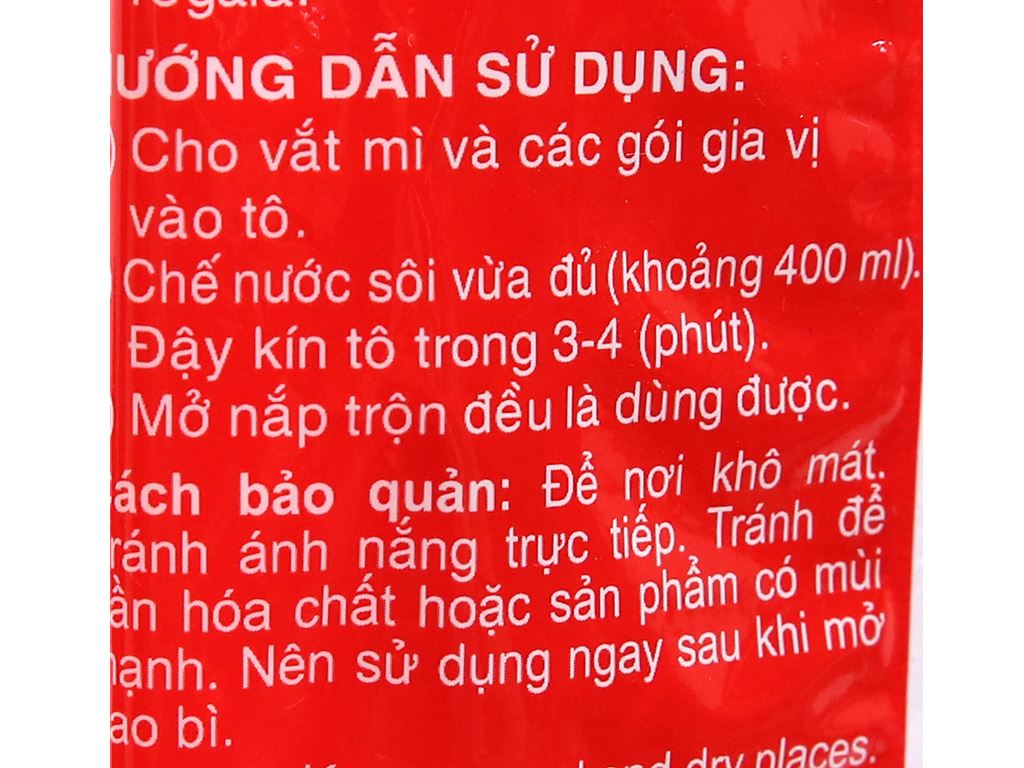 ƯỚNG DẪN SỬ DỤNG:
Cho vắt mì và các gói gia vị
vào tô.
Chế nước sôi vừa đủ (khoảng 400 ml).
Đậy kín tô trong 3-4 (phút).
Mở nắp trộn đều là dùng được.
ách bảo quản: Để nơi khô mát.
ránh ánh nắng trực tiếp. Tránh để
ần hóa chất hoặc sản phẩm có mùi
ạnh. Nên sử dụng ngay sau khi mở
ao bì.
and dry places.